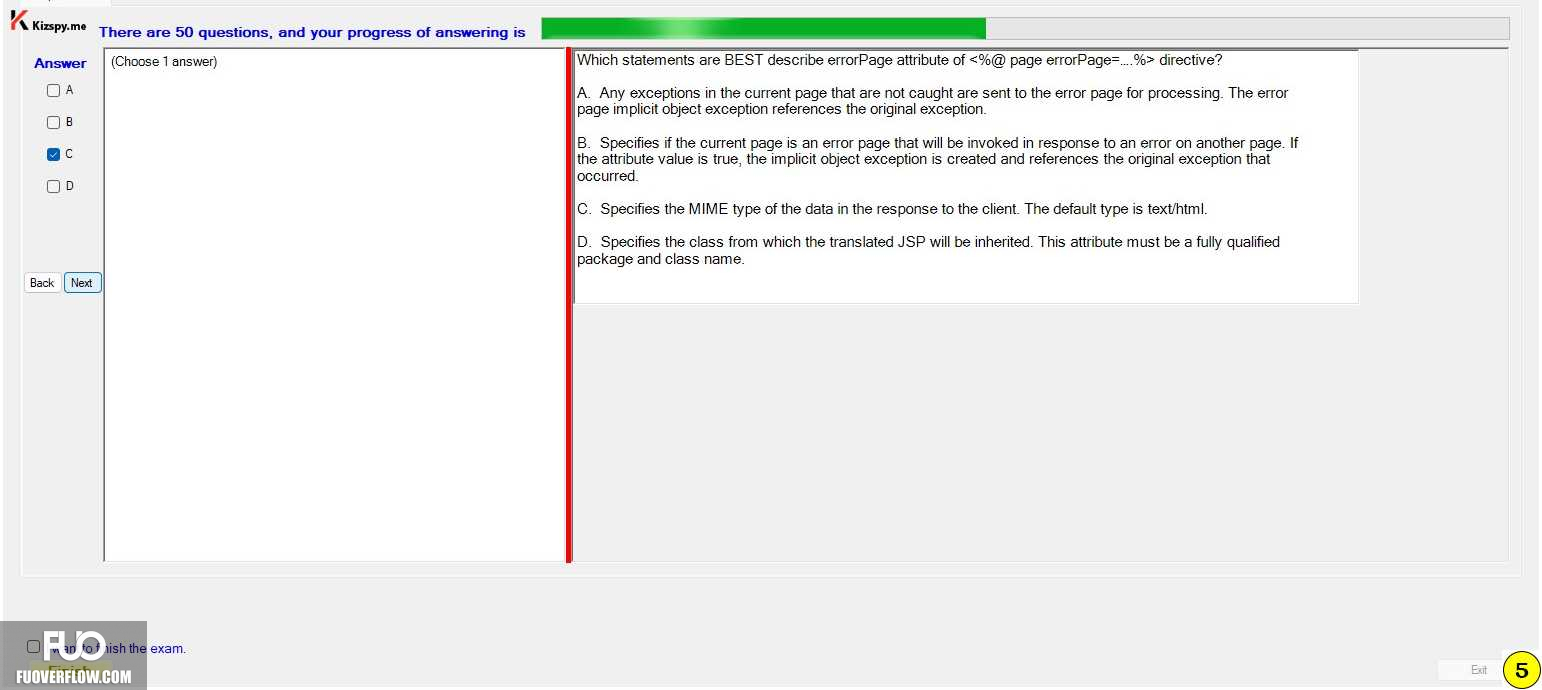 Kizspy.me
There are 50 questions, and your progress of answering is
Answer
(Choose 1 answer)
A
B
C
D
Back
Next
Which statements are BEST describe errorPage attribute of <%@ page errorPage=....%> directive?
A.  Any exceptions in the current page that are not caught are sent to the error page for processing. The error
page implicit object exception references the original exception.
B.  Specifies if the current page is an error page that will be invoked in response to an error on another page. If
the attribute value is true, the implicit object exception is created and references the original exception that
occurred.
C.  Specifies the MIME type of the data in the response to the client. The default type is text/html.
D.  Specifies the class from which the translated JSP will be inherited. This attribute must be a fully qualified
package and class name.
want to finish the exam.
Finish
FUO
FUOVERFLOW.COM
Exit
5